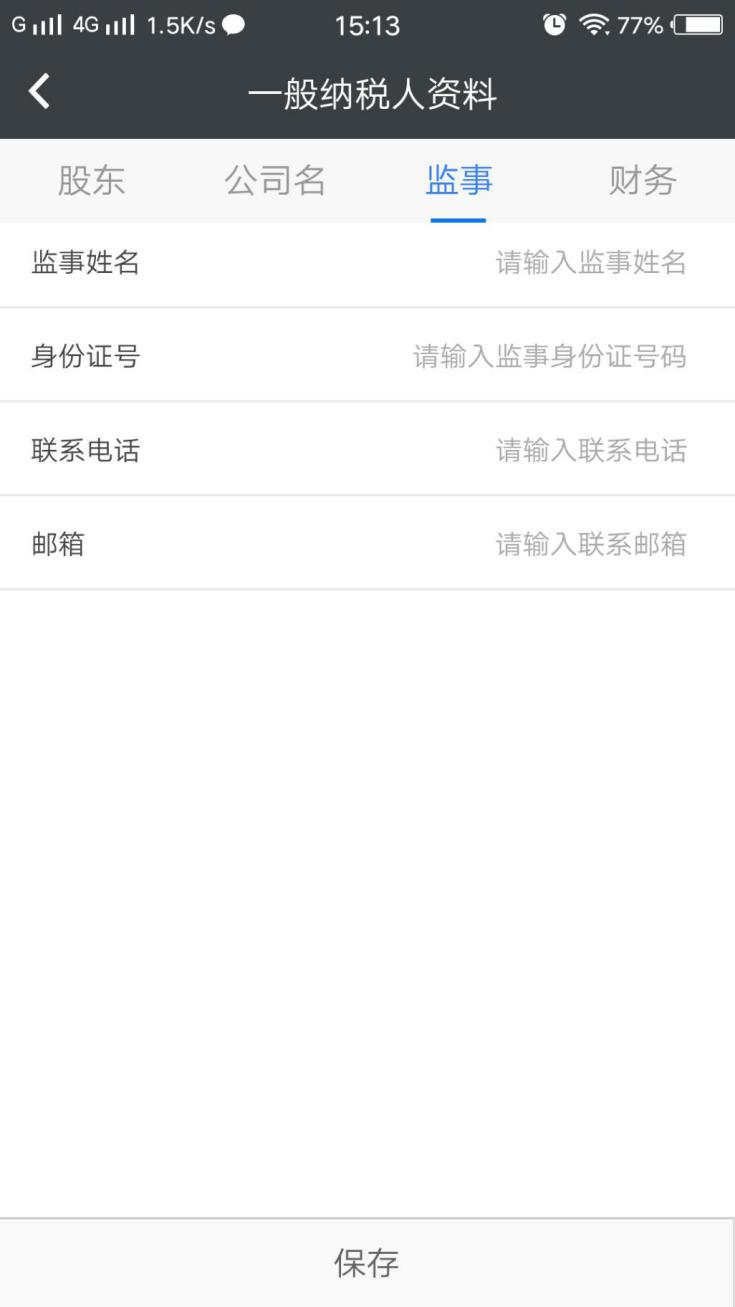 G 4G 1.5K/s 15:13 77%
一般纳税人资料
股东 公司名 监事 财务
监事姓名 请输入监事姓名
身份证号 请输入监事身份证号码
联系电话 请输入联系电话
邮箱 请输入联系邮箱
保存